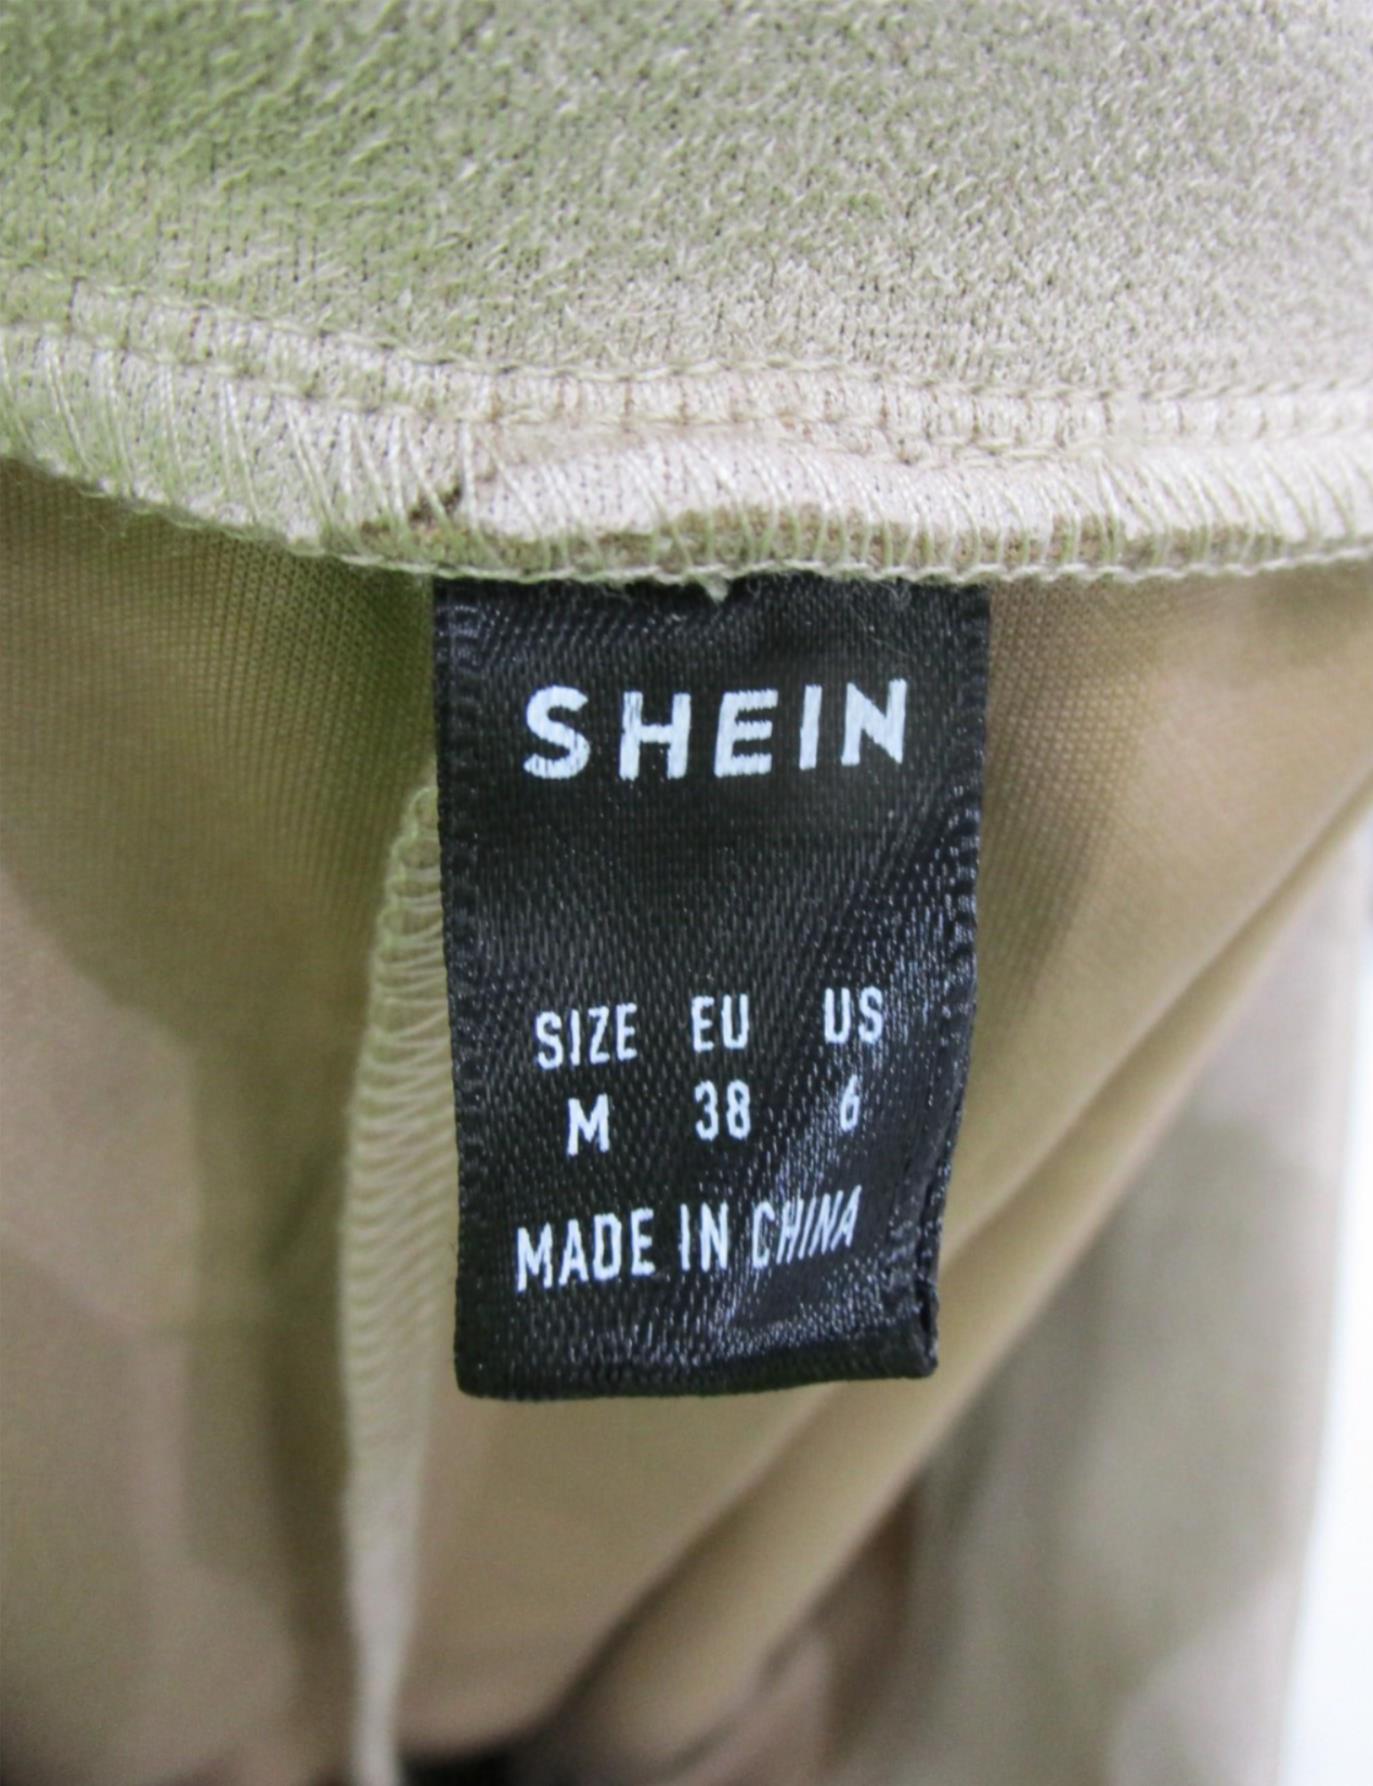 SHEIN
SIZE EU US
M 38 6
MADE IN CHINA